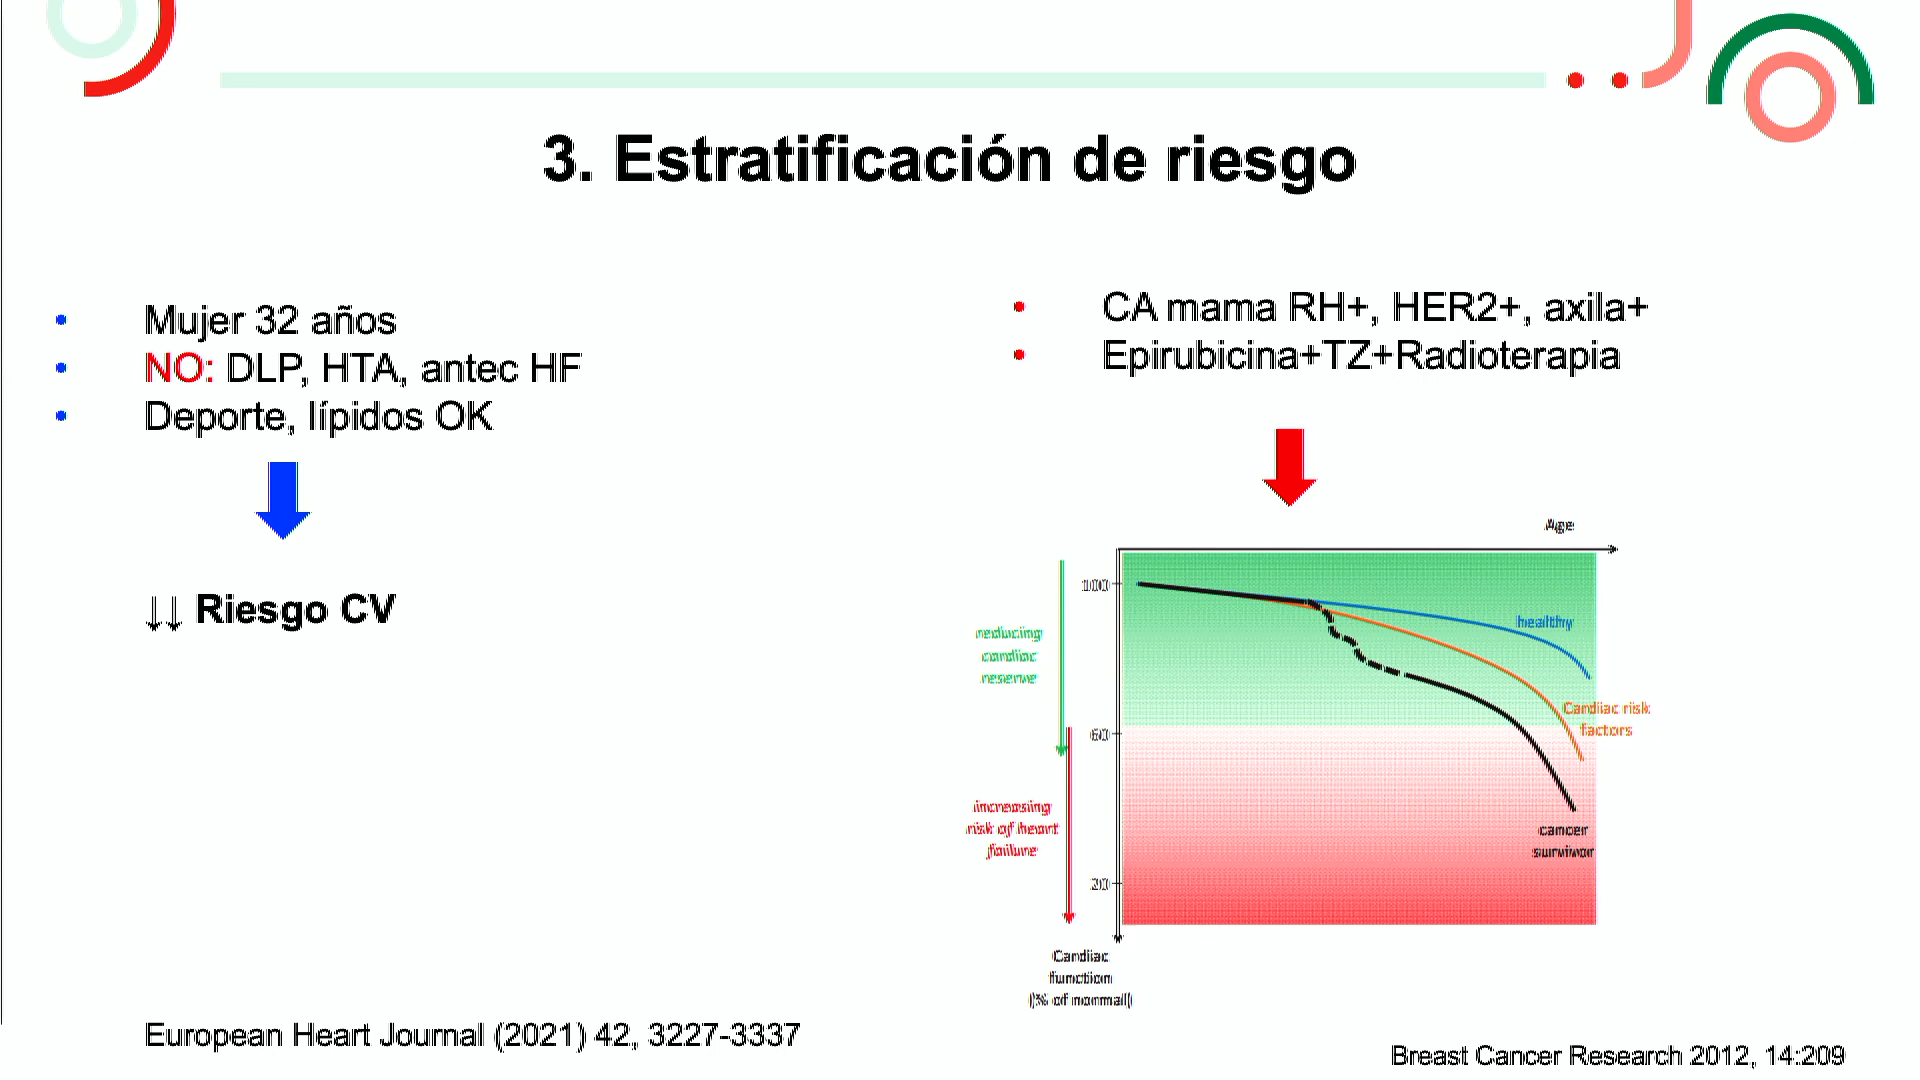 3. Estratificación de riesgo
• Mujer 32 años
• NO: DLP, HTA, antec HF
• Deporte, lípidos OK
↓↓ Riesgo CV
European Heart Journal (2021) 42, 3227-3337
• CA mama RH+, HER2+, axila+
• Epirubicina+TZ+Radioterapia
Age
healthy
reducing
cardiac
reserve
Cardiac risk
factors
increasing
risk of heart
failure
cancer
survivor
Cardiac
function
(% of normal)
Breast Cancer Research 2012, 14:209